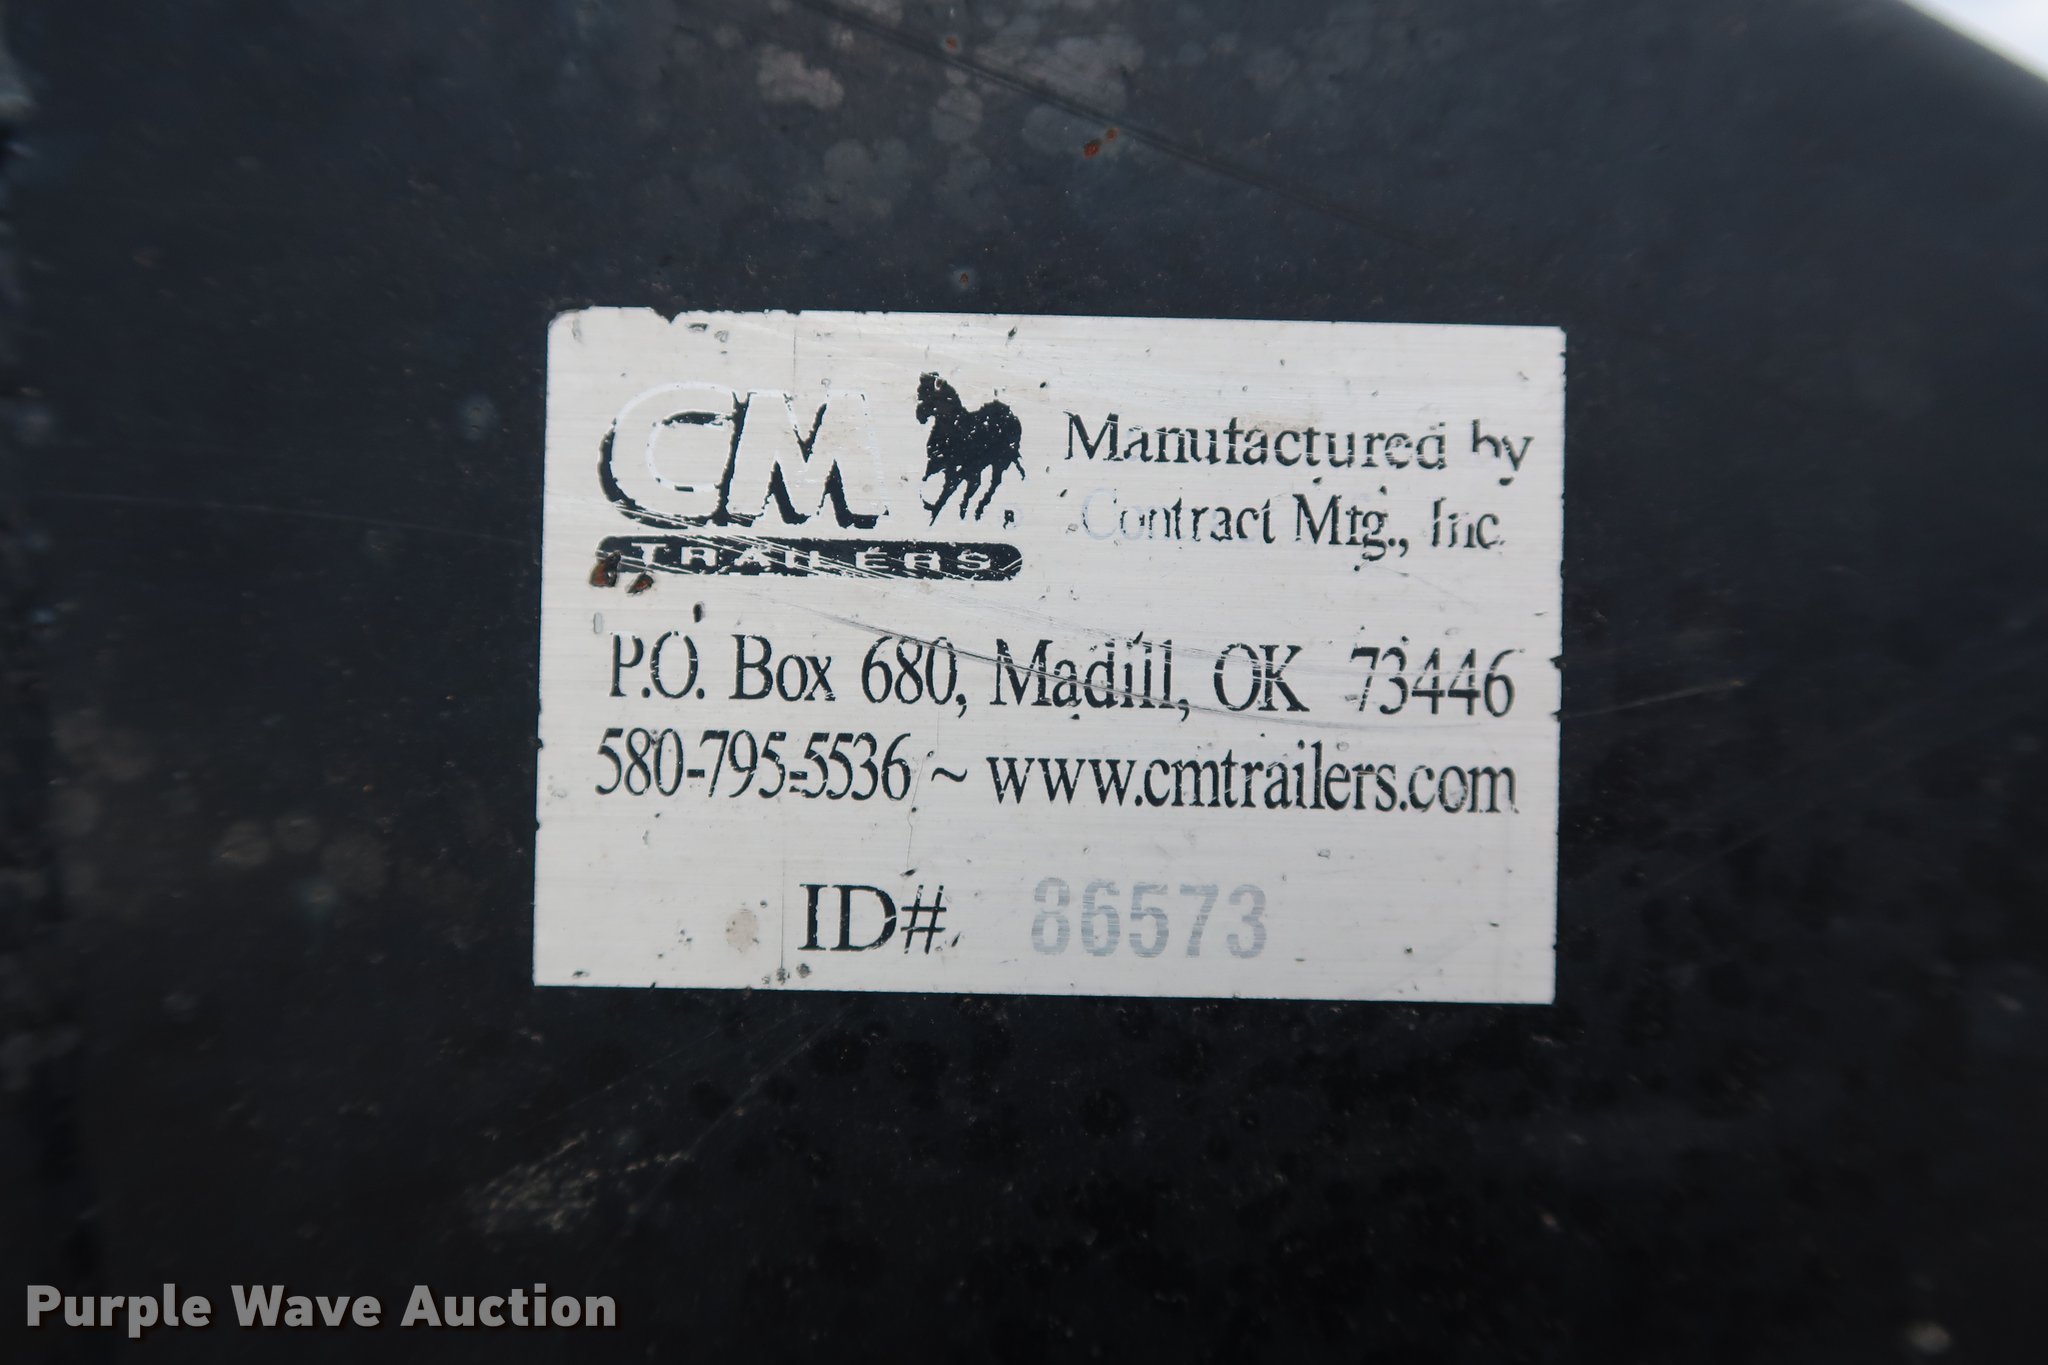 CM
TRAILERS
Manufactured by
Contract Mfg., Inc.
P.O. Box 680, Madill, OK 73446
580-795-5536 ~ www.cmtrailers.com
ID# 86573
Purple Wave Auction